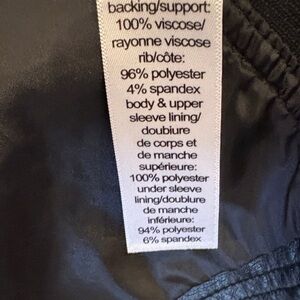 backing/support:
100% viscose/
rayonne viscose
rib/côte:
96% polyester
4% spandex
body & upper
sleeve lining/
doublure
de corps et
de manche
supérieure:
100% polyester
under sleeve
lining/doublure
de manche
inférieure:
94% polyester
6% spandex